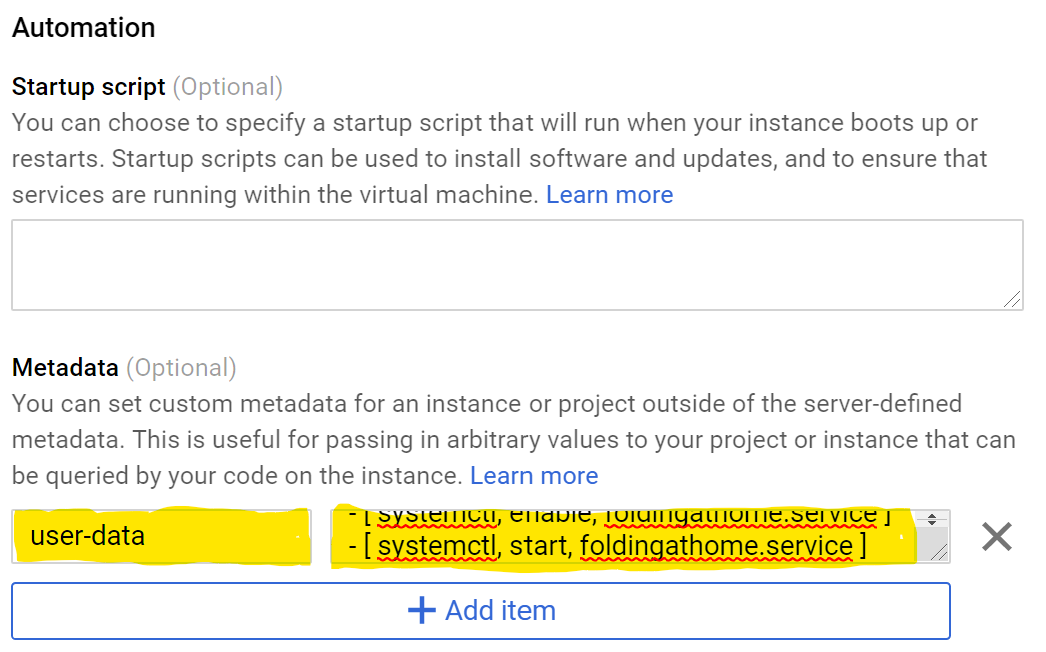 Automation
Startup script (Optional)
You can choose to specify a startup script that will run when your instance boots up or
restarts. Startup scripts can be used to install software and updates, and to ensure that
services are running within the virtual machine. Learn more
Metadata (Optional)
You can set custom metadata for an instance or project outside of the server-defined
metadata. This is useful for passing in arbitrary values to your project or instance that can
be queried by your code on the instance. Learn more
user-data
- [ systemctl, enable, foldingathome.service ]
- [ systemctl, start, foldingathome.service ]
+ Add item